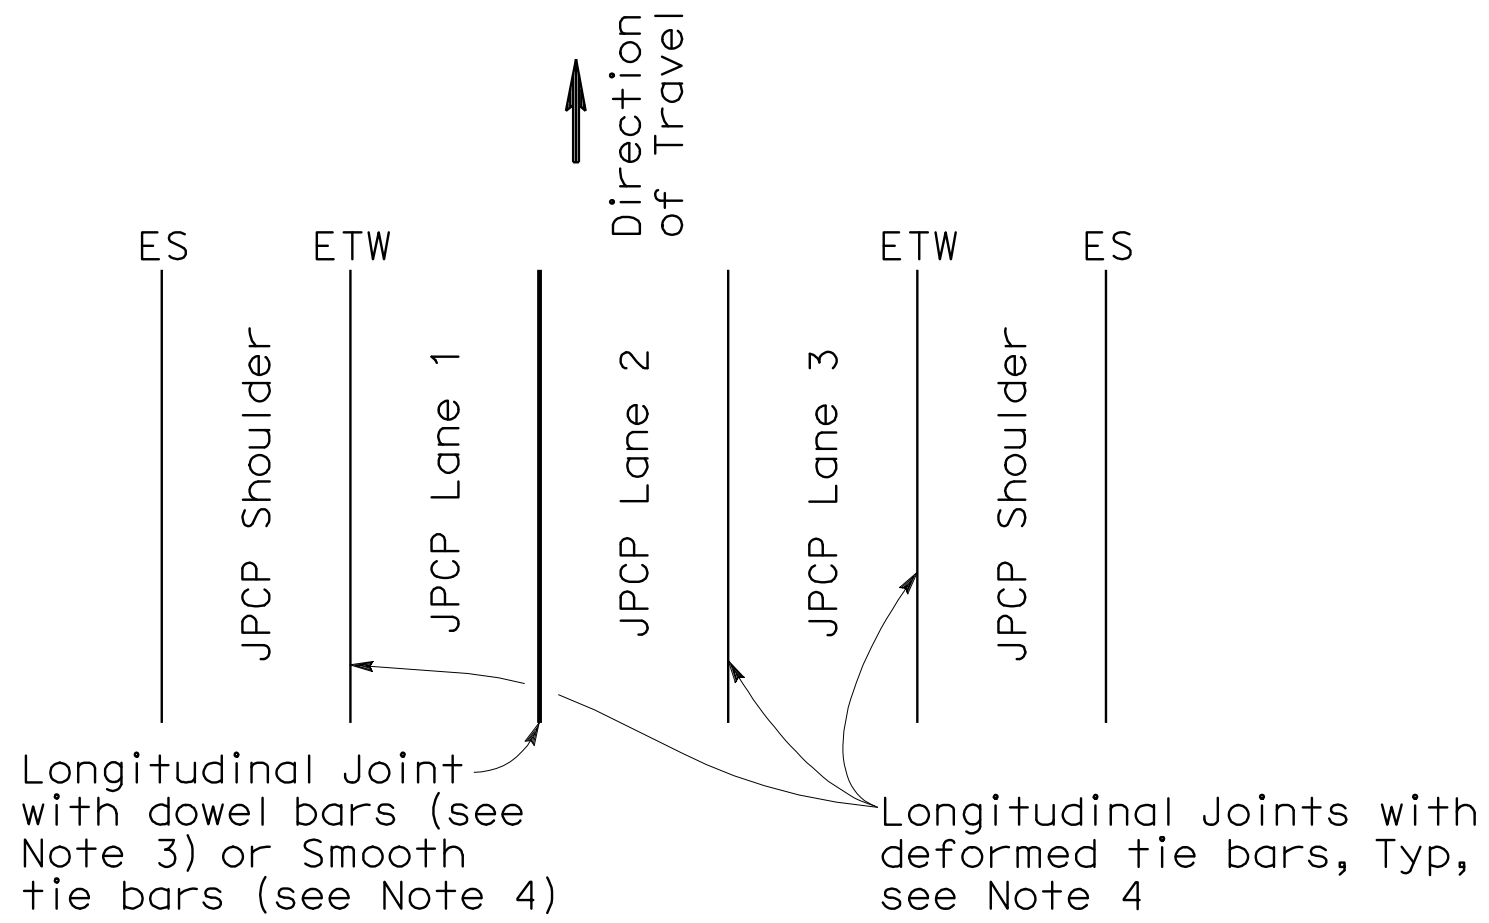 Direction
of Travel
ES
ETW
ETW
ES
JPCP Shoulder
JPCP Lane 1
JPCP Lane 2
JPCP Lane 3
JPCP Shoulder
Longitudinal Joint
with dowel bars (see
Note 3) or Smooth
tie bars (see Note 4)
Longitudinal Joints with
deformed tie bars, Typ,
see Note 4